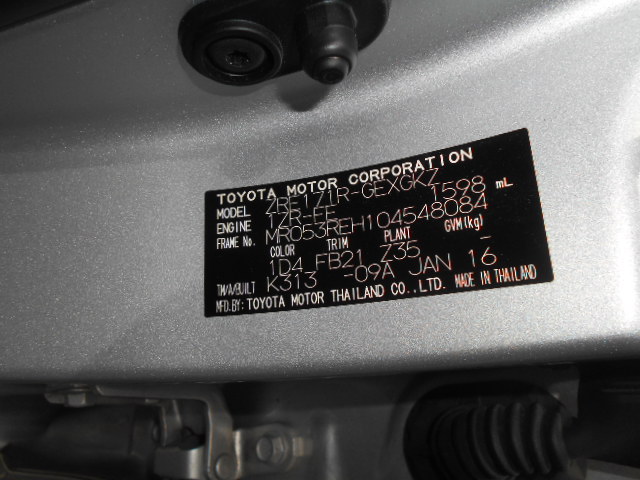 TOYOTA MOTOR CORPORATION
MODEL ZRE171R-GEXGKZ
ENGINE 1ZR-FE 1598 mL
FRAME No. MR053REH104548084
COLOR TRIM PLANT GVM(kg)
1D4 FB21 Z35 -
TM/A/BUILT K313 -09A JAN 16
MFD.BY: TOYOTA MOTOR THAILAND CO.,LTD. MADE IN THAILAND